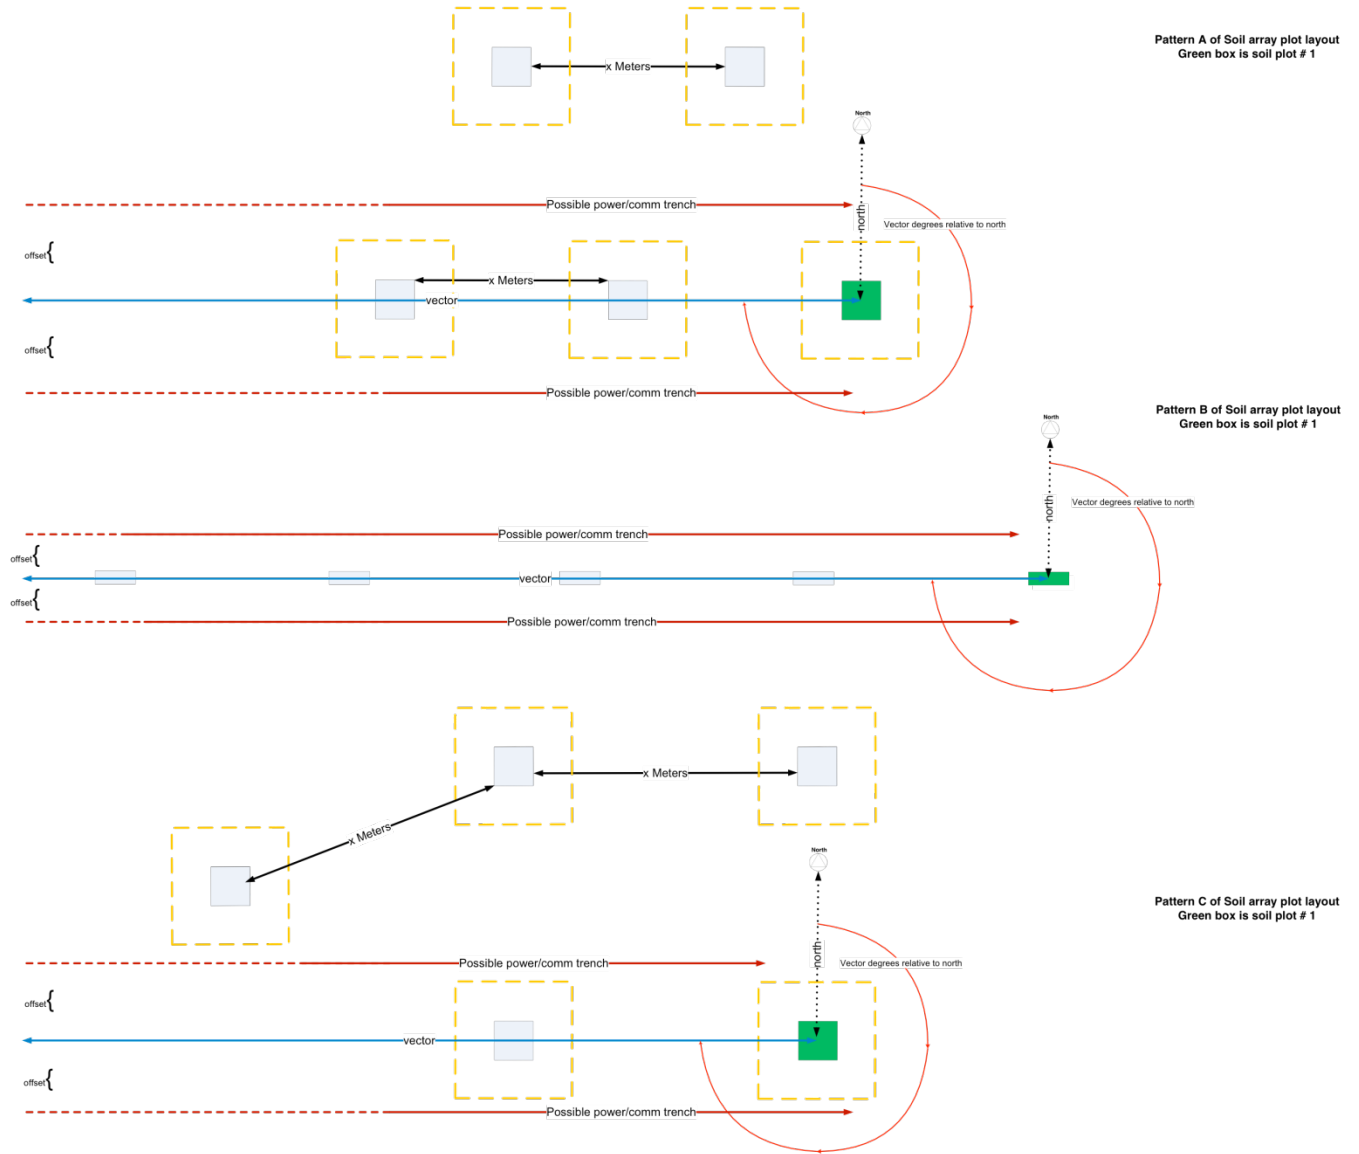 Pattern A of Soil array plot layout
Green box is soil plot # 1
x Meters
North
Possible power/comm trench
north
Vector degrees relative to north
offset{
x Meters
vector
offset{
Possible power/comm trench
Pattern B of Soil array plot layout
Green box is soil plot # 1
North
Vector degrees relative to north
north
Possible power/comm trench
offset{
vector
offset{
Possible power/comm trench
x Meters
x Meters
North
Pattern C of Soil array plot layout
Green box is soil plot # 1
north
Possible power/comm trench
Vector degrees relative to north
offset{
vector
offset{
Possible power/comm trench